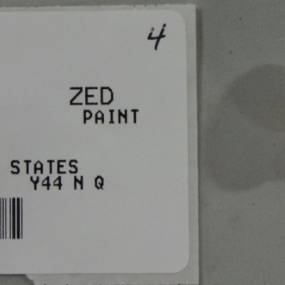 4
ZED
PAINT
STATES
Y44 N Q